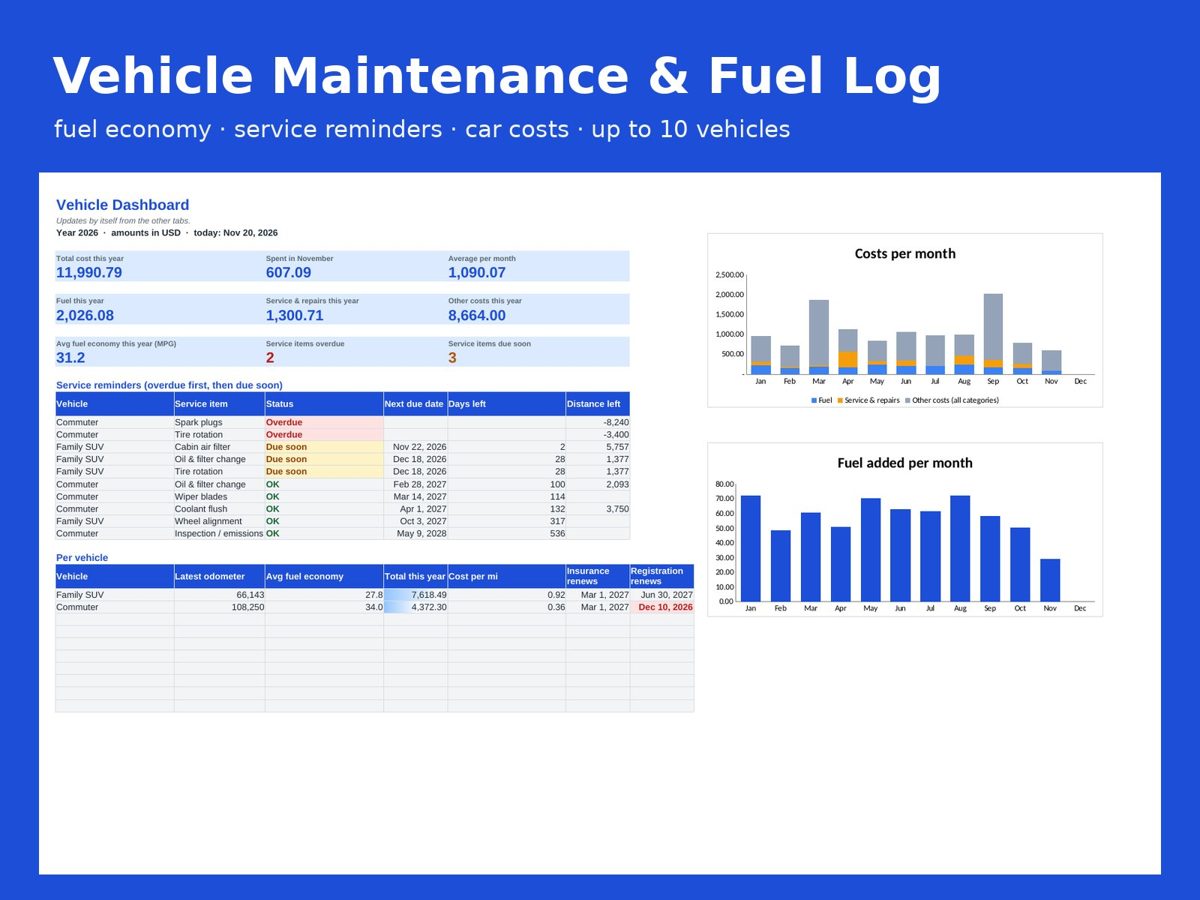 Vehicle Maintenance & Fuel Log
fuel economy · service reminders · car costs · up to 10 vehicles
Vehicle Dashboard
Updates by itself from the other tabs.
Year 2026 · amounts in USD · today: Nov 20, 2026
Total cost this year Spent in November Average per month
11,990.79 607.09 1,090.07
Fuel this year Service & repairs this year Other costs this year
2,026.08 1,300.71 8,664.00
Avg fuel economy this year (MPG) Service items overdue Service items due soon
31.2 2 3
Service reminders (overdue first, then due soon)
Vehicle Service item Status Next due date Days left Distance left
Commuter Spark plugs Overdue -8,240
Commuter Tire rotation Overdue -3,400
Family SUV Cabin air filter Due soon Nov 22, 2026 2 5,757
Family SUV Oil & filter change Due soon Dec 18, 2026 28 1,377
Family SUV Tire rotation Due soon Dec 18, 2026 28 1,377
Commuter Oil & filter change OK Feb 28, 2027 100 2,093
Commuter Wiper blades OK Mar 14, 2027 114
Commuter Coolant flush OK Apr 1, 2027 132 3,750
Family SUV Wheel alignment OK Oct 3, 2027 317
Commuter Inspection / emissions OK May 9, 2028 536
Per vehicle
Vehicle Latest odometer Avg fuel economy Total this year Cost per mi Insurance renews Registration renews
Family SUV 66,143 27.8 7,618.49 0.92 Mar 1, 2027 Jun 30, 2027
Commuter 108,250 34.0 4,372.30 0.36 Mar 1, 2027 Dec 10, 2026
Costs per month
2,500.00
2,000.00
1,500.00
1,000.00
500.00
-
Jan Feb Mar Apr May Jun Jul Aug Sep Oct Nov Dec
Fuel Service & repairs Other costs (all categories)
Fuel added per month
80.00
70.00
60.00
50.00
40.00
30.00
20.00
10.00
0.00
Jan Feb Mar Apr May Jun Jul Aug Sep Oct Nov Dec